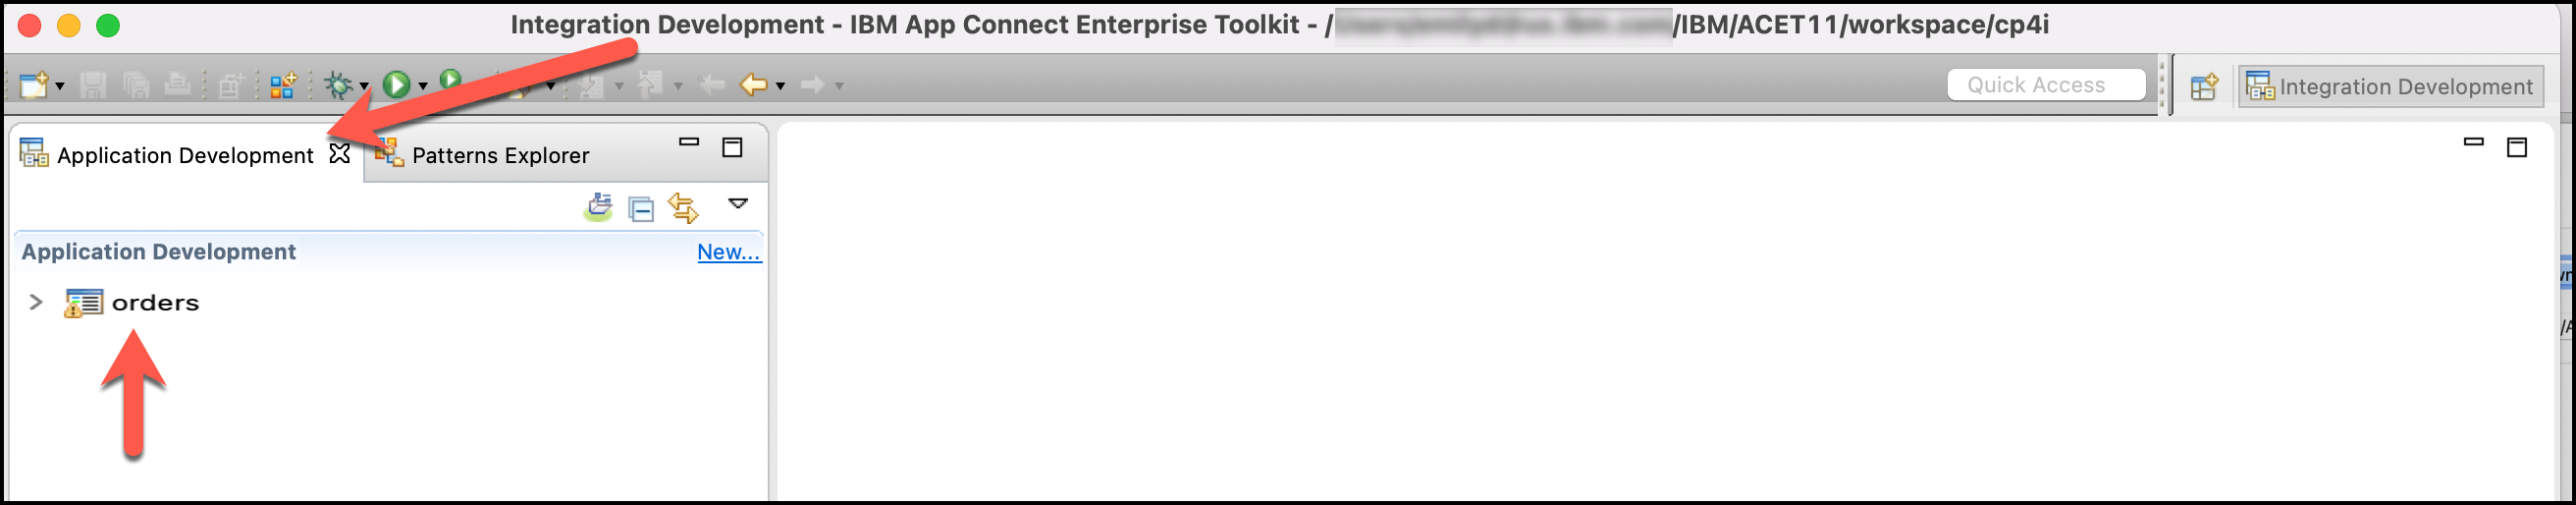 Integration Development - IBM App Connect Enterprise Toolkit - / /IBM/ACET11/workspace/cp4i
Quick Access
Integration Development
Application Development
Patterns Explorer
Application Development
New...
orders